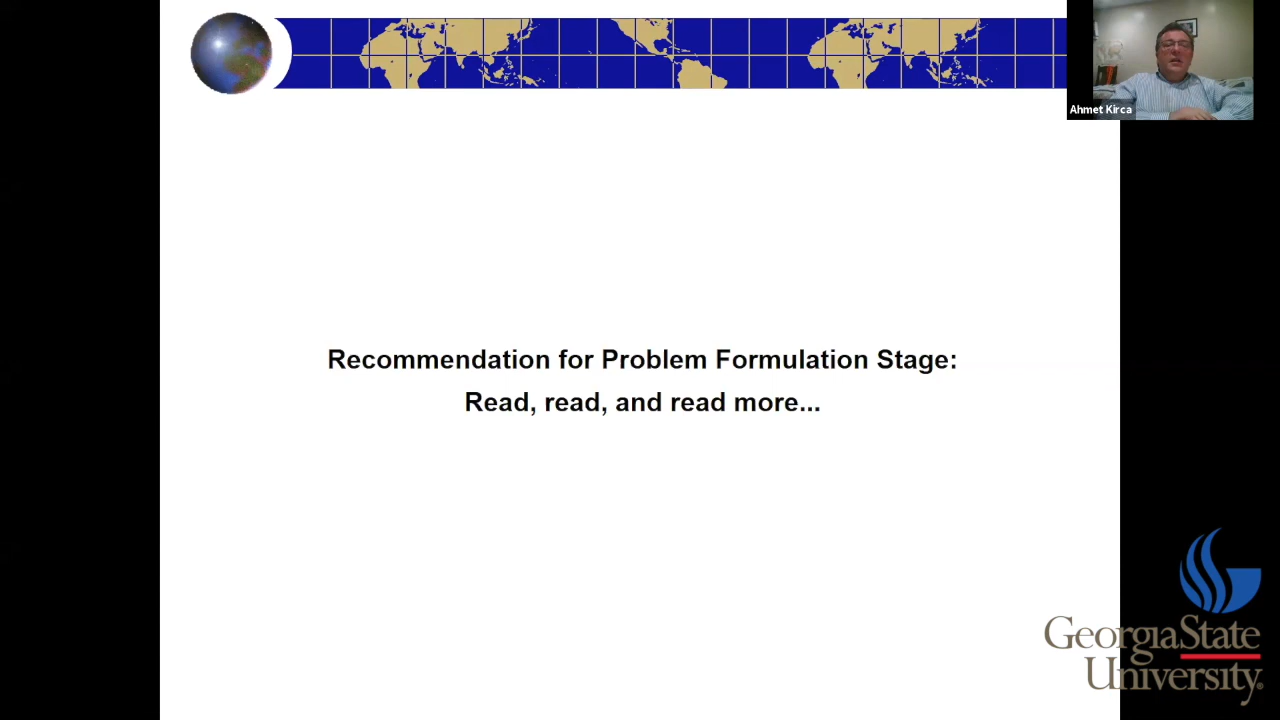 Ahmet Kirca
Recommendation for Problem Formulation Stage:
Read, read, and read more...
GeorgiaState
University.